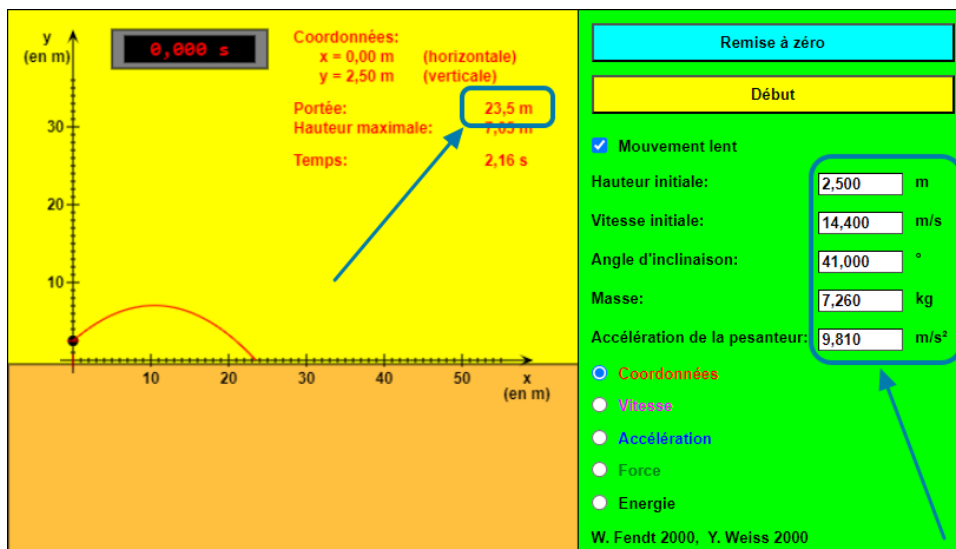 y
(en m)
0,000 s
Coordonnées:
x = 0,00 m (horizontale)
y = 2,50 m (verticale)
Portée: 23,5 m
Hauteur maximale: 7,05 m
Temps: 2,16 s
30
20
10
10 20 30 40 50 x
(en m)
Remise à zéro
Début
Mouvement lent
Hauteur initiale: 2,500 m
Vitesse initiale: 14,400 m/s
Angle d'inclinaison: 41,000 °
Masse: 7,260 kg
Accélération de la pesanteur: 9,810 m/s²
Coordonnées
Vitesse
Accélération
Force
Energie
W. Fendt 2000, Y. Weiss 2000